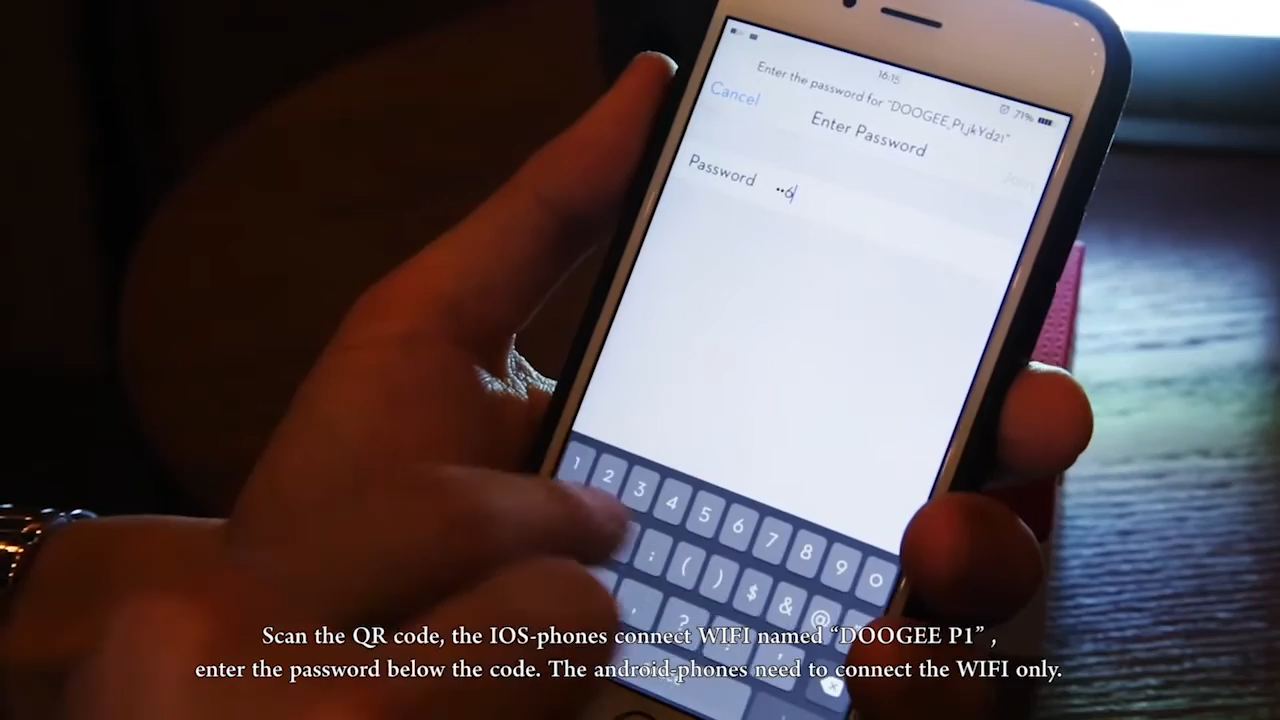 16:15
71%
Enter the password for "DOOGEE_P1_jkYd21"
Cancel
Enter Password
Join
Password ••6
1 2 3 4 5 6 7 8 9 0
; ( ) $ & @
, ? '
Scan the QR code, the IOS-phones connect WIFI named “DOOGEE P1” ,
enter the password below the code. The android-phones need to connect the WIFI only.